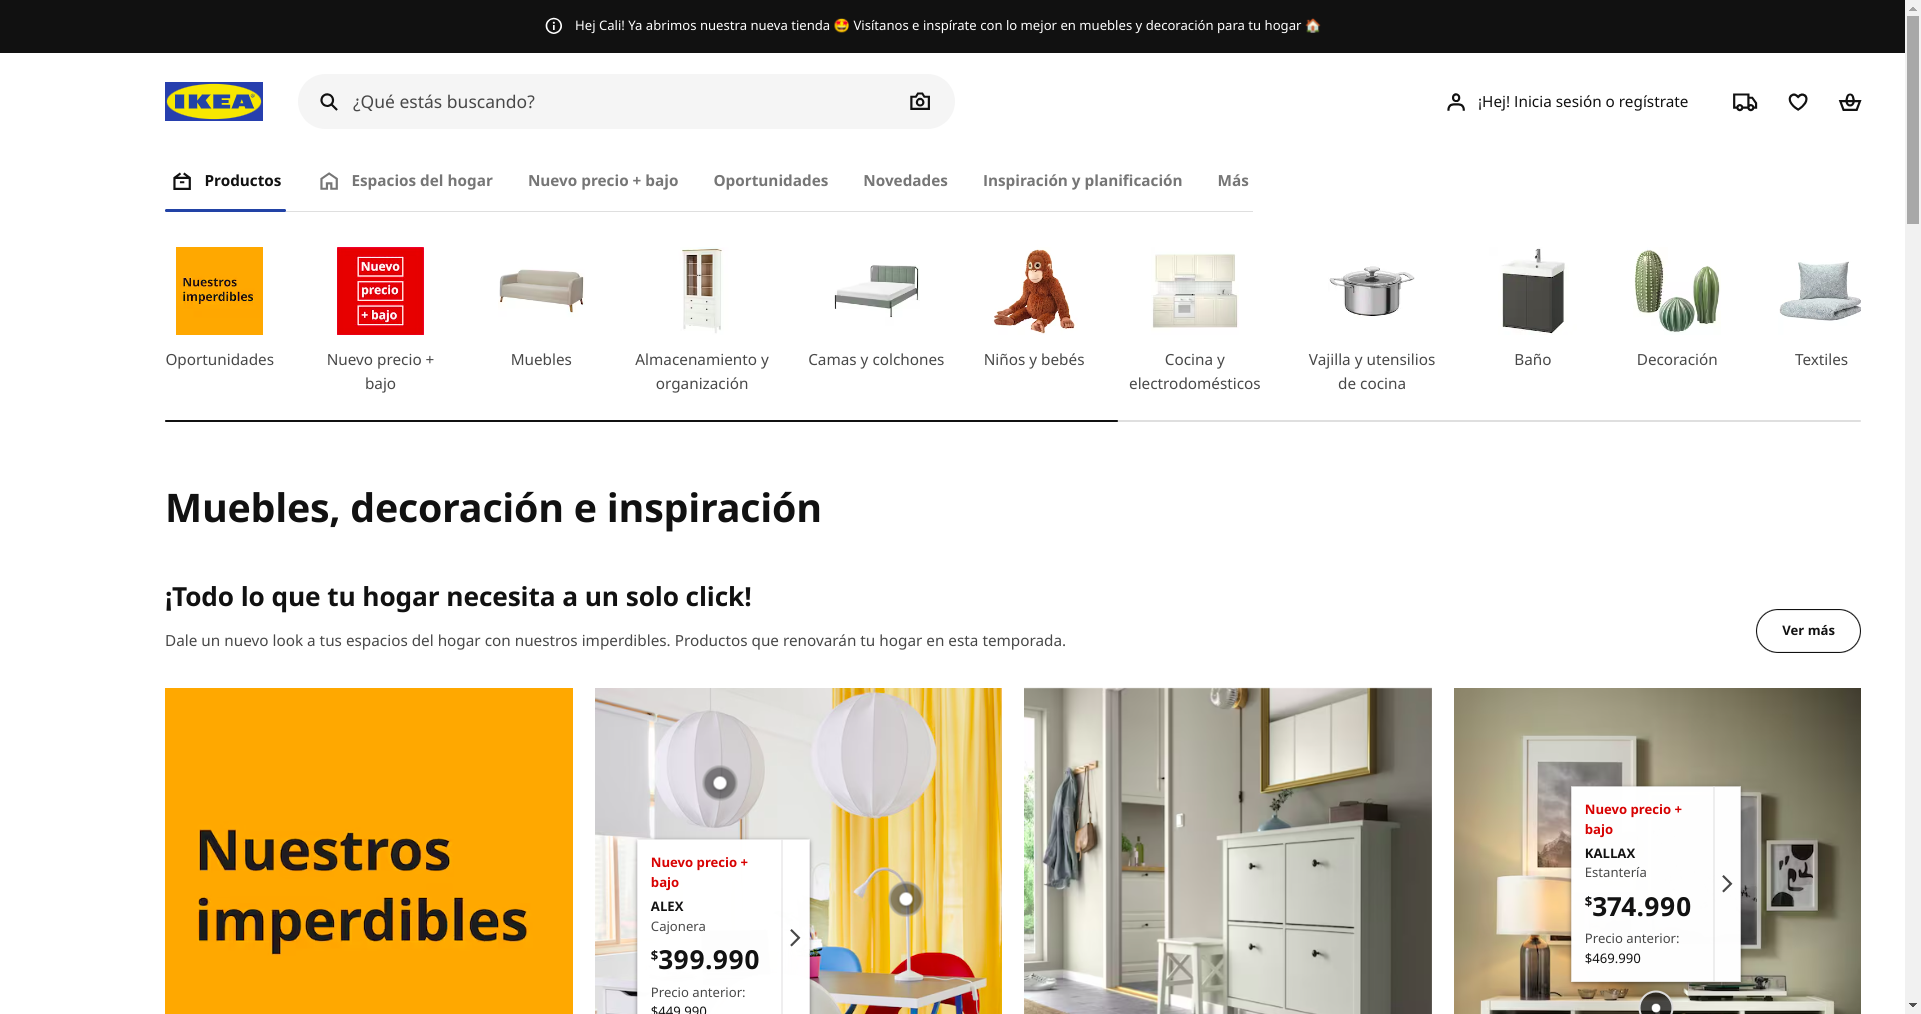 Hej Cali! Ya abrimos nuestra nueva tienda 🤩 Visítanos e inspírate con lo mejor en muebles y decoración para tu hogar 🏠
IKEA
¿Qué estás buscando?
¡Hej! Inicia sesión o regístrate
Productos
Espacios del hogar
Nuevo precio + bajo
Oportunidades
Novedades
Inspiración y planificación
Más
Nuestros
imperdibles
Oportunidades
Nuevo
precio
+ bajo
Nuevo precio +
bajo
Muebles
Almacenamiento y
organización
Camas y colchones
Niños y bebés
Cocina y
electrodomésticos
Vajilla y utensilios
de cocina
Baño
Decoración
Textiles
Muebles, decoración e inspiración
¡Todo lo que tu hogar necesita a un solo click!
Dale un nuevo look a tus espacios del hogar con nuestros imperdibles. Productos que renovarán tu hogar en esta temporada.
Ver más
Nuestros
imperdibles
Nuevo precio +
bajo
ALEX
Cajonera
$399.990
Precio anterior:
$449.990
Nuevo precio +
bajo
KALLAX
Estantería
$374.990
Precio anterior:
$469.990